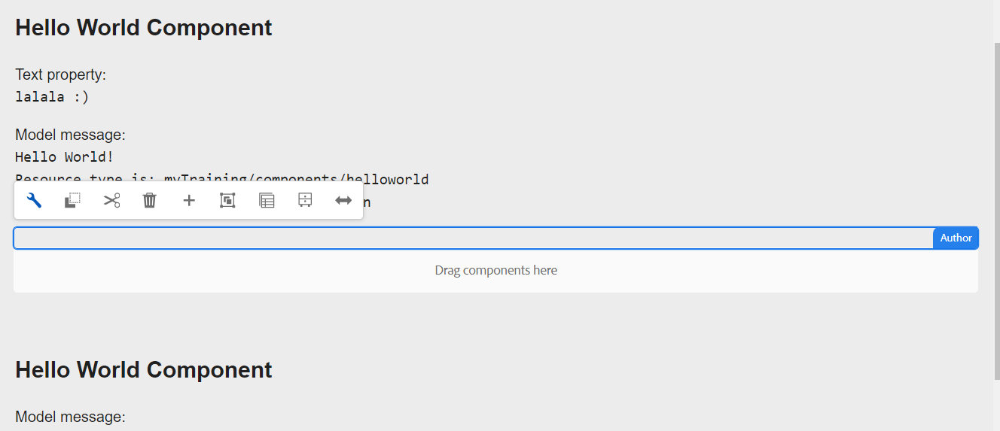 Hello World Component
Text property:
lalala :)
Model message:
Hello World!
Resource type is: myTraining/components/helloworld
n
Author
Drag components here
Hello World Component
Model message: